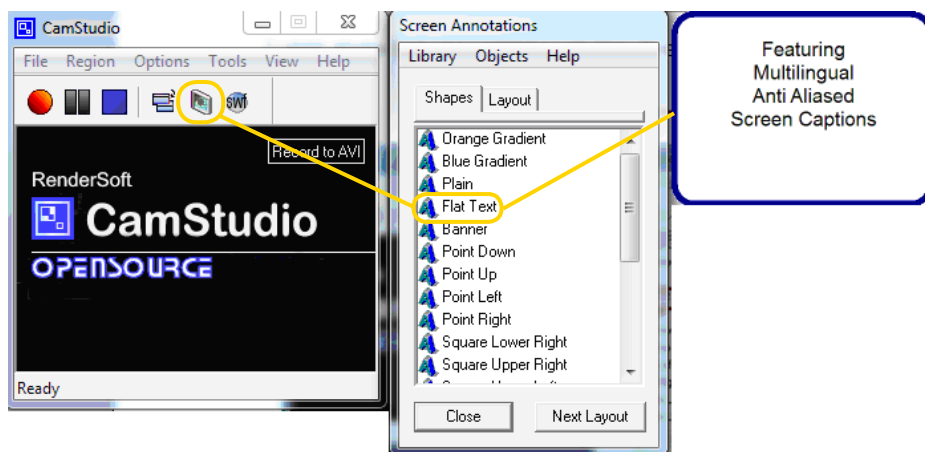 CamStudio
File Region Options Tools View Help
SWf
Record to AVI
RenderSoft
CamStudio
OPENSOURCE
Ready
Screen Annotations
Library Objects Help
Shapes Layout
Orange Gradient
Blue Gradient
Plain
Flat Text
Banner
Point Down
Point Up
Point Left
Point Right
Square Lower Right
Square Upper Right
Close Next Layout
Featuring
Multilingual
Anti Aliased
Screen Captions